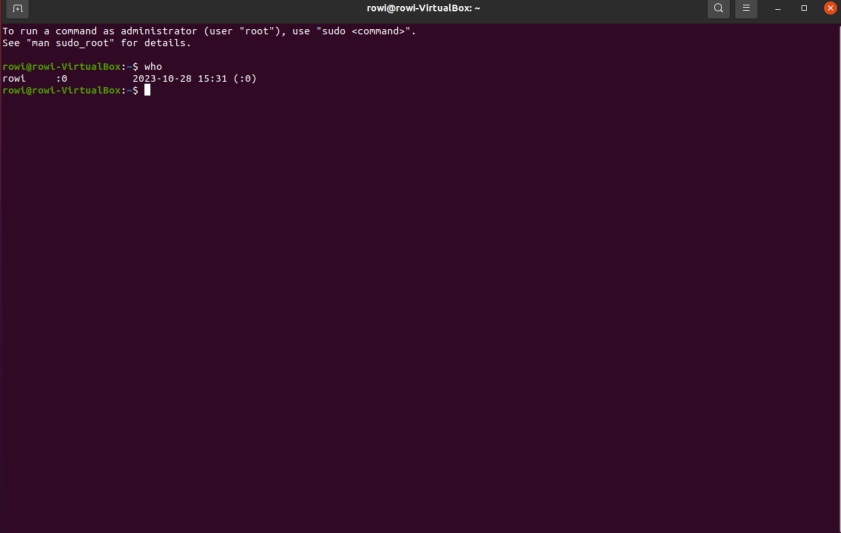 rowi@rowi-VirtualBox: ~
To run a command as administrator (user "root"), use "sudo <command>".
See "man sudo_root" for details.
rowi@rowi-VirtualBox:~$ who
rowi     :0           2023-10-28 15:31 (:0)
rowi@rowi-VirtualBox:~$